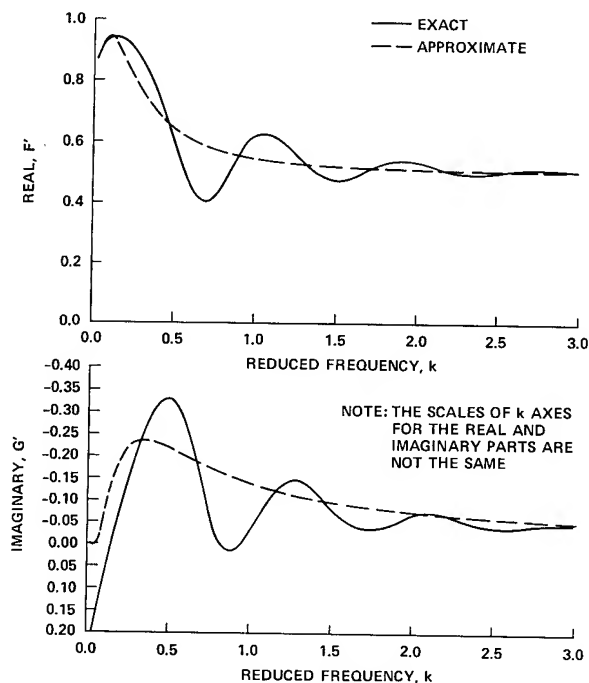 EXACT
APPROXIMATE
1.0
0.8
0.6
0.4
0.2
0.0
REAL, F'
0.0 0.5 1.0 1.5 2.0 2.5 3.0
REDUCED FREQUENCY, k
-0.40
-0.35
-0.30
-0.25
-0.20
-0.15
-0.10
-0.05
0.00
0.05
0.10
0.15
0.20
IMAGINARY, G'
NOTE: THE SCALES OF k AXES
FOR THE REAL AND
IMAGINARY PARTS ARE
NOT THE SAME
0.0 0.5 1.0 1.5 2.0 2.5 3.0
REDUCED FREQUENCY, k